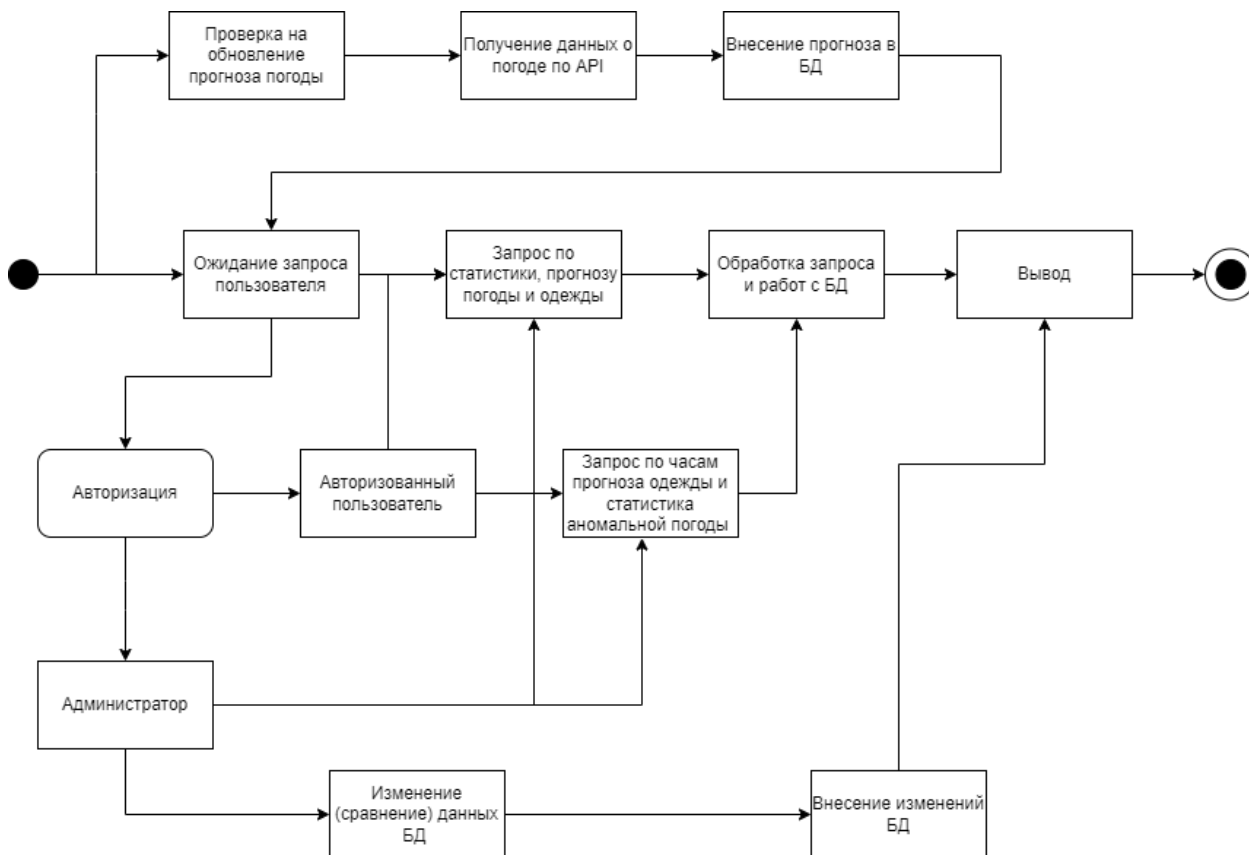 Проверка на
обновление
прогноза погоды
Получение данных о
погоде по API
Внесение прогноза в
БД
Ожидание запроса
пользователя
Запрос по
статистики, прогнозу
погоды и одежды
Обработка запроса
и работ с БД
Вывод
Авторизация
Авторизованный
пользователь
Запрос по часам
прогноза одежды и
статистика
аномальной погоды
Администратор
Изменение
(сравнение) данных
БД
Внесение изменений
БД